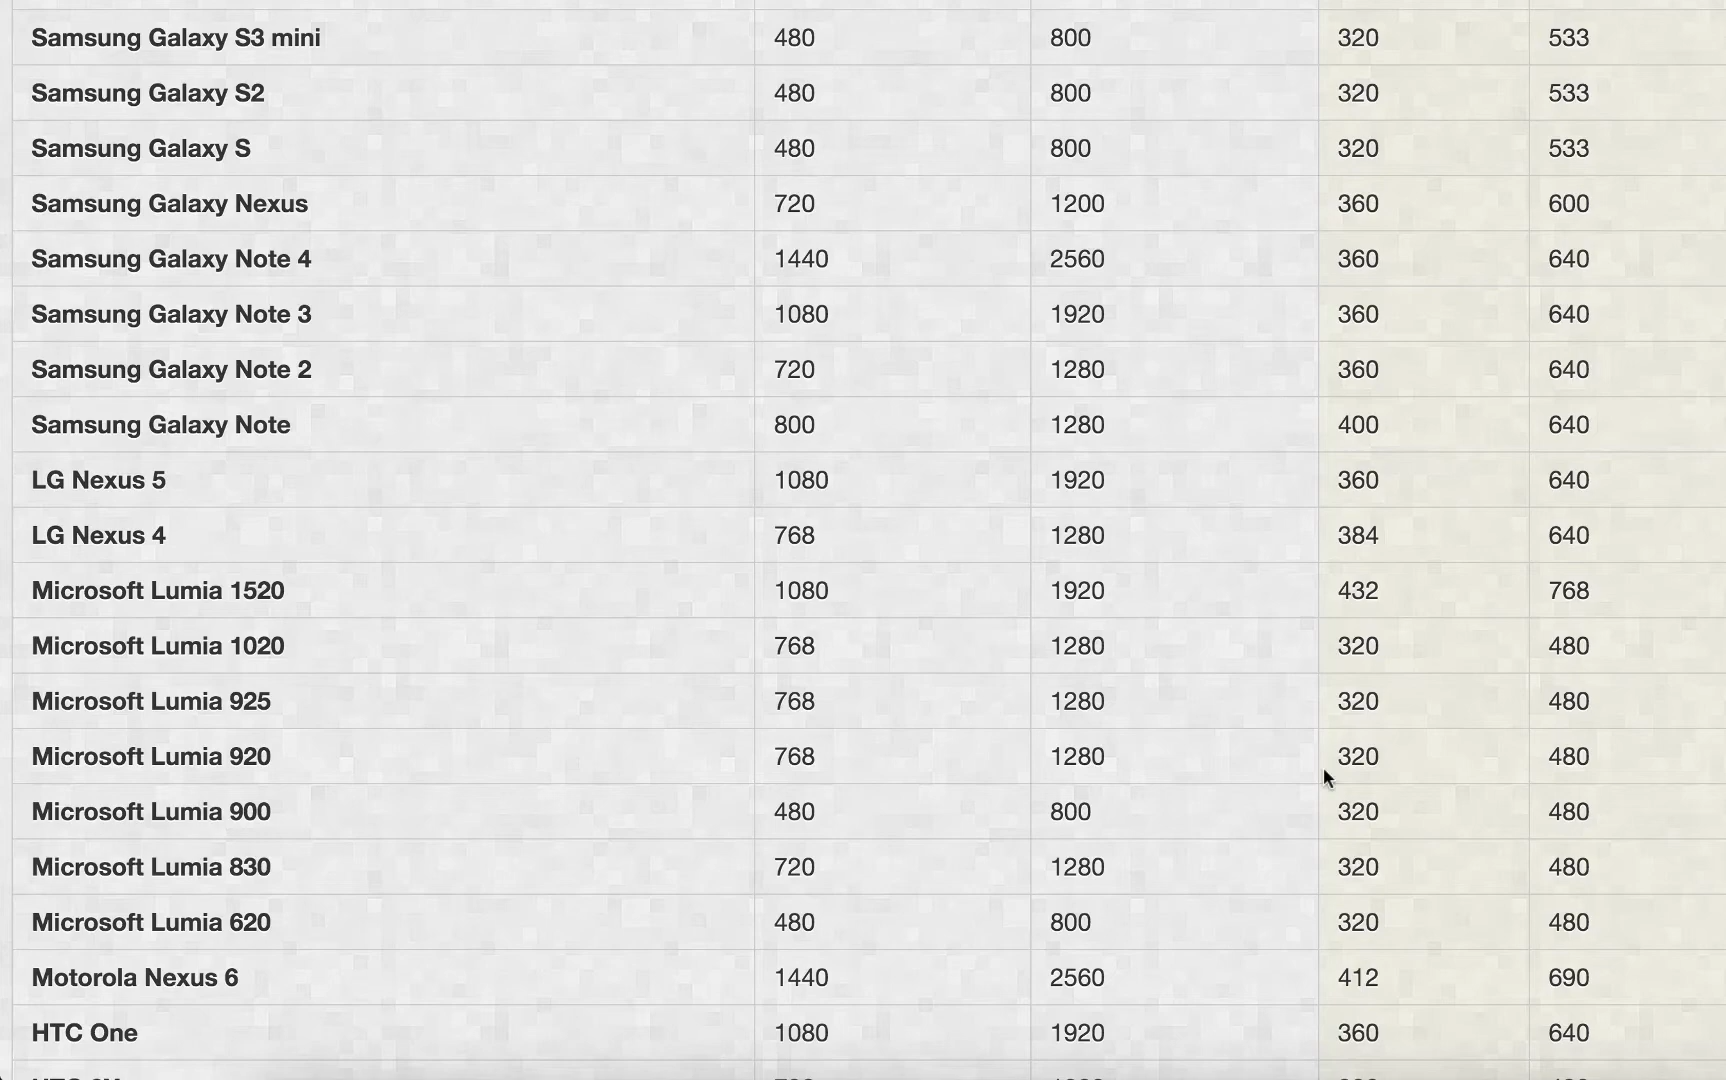 Samsung Galaxy S3 mini 480 800 320 533
Samsung Galaxy S2 480 800 320 533
Samsung Galaxy S 480 800 320 533
Samsung Galaxy Nexus 720 1200 360 600
Samsung Galaxy Note 4 1440 2560 360 640
Samsung Galaxy Note 3 1080 1920 360 640
Samsung Galaxy Note 2 720 1280 360 640
Samsung Galaxy Note 800 1280 400 640
LG Nexus 5 1080 1920 360 640
LG Nexus 4 768 1280 384 640
Microsoft Lumia 1520 1080 1920 432 768
Microsoft Lumia 1020 768 1280 320 480
Microsoft Lumia 925 768 1280 320 480
Microsoft Lumia 920 768 1280 320 480
Microsoft Lumia 900 480 800 320 480
Microsoft Lumia 830 720 1280 320 480
Microsoft Lumia 620 480 800 320 480
Motorola Nexus 6 1440 2560 412 690
HTC One 1080 1920 360 640